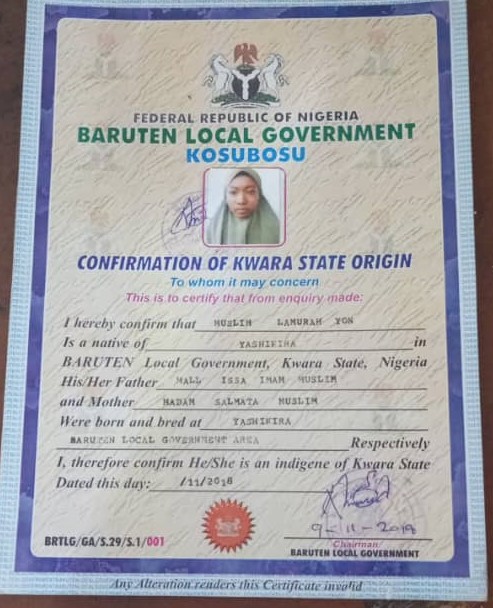 FEDERAL REPUBLIC OF NIGERIA
BARUTEN LOCAL GOVERNMENT
KOSUBOSU
CONFIRMATION OF KWARA STATE ORIGIN
To whom it may concern
This is to certify that from enquiry made:
I hereby confirm that MUSLIM LAMURAH YON
Is a native of YASHIKIRA in
BARUTEN Local Government, Kwara State, Nigeria
His/Her Father MALL ISSA IMAM MUSLIM
and Mother MADAM SALMATA MUSLIM
Were born and bred at YASHIKIRA
BARUTEN LOCAL GOVERNMENT AREA Respectively
I, therefore confirm He/She is an indigene of Kwara State
Dated this day: /11/2018
9-11-2018
BRTLG/GA/S.29/S.1/001
Chairman
BARUTEN LOCAL GOVERNMENT
Any Alteration renders this Certificate invalid